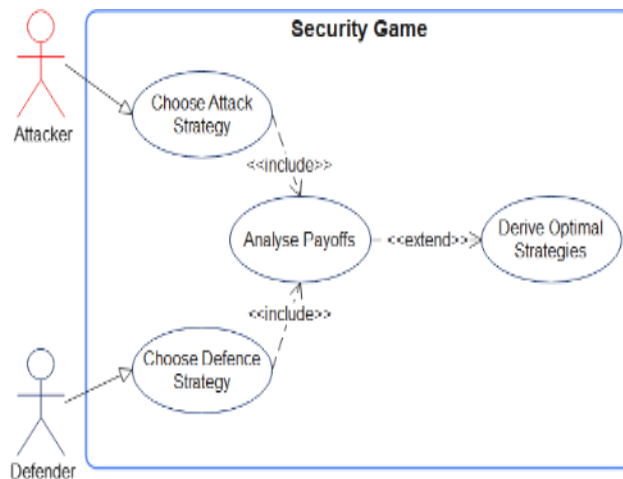 Security Game
Attacker
Choose Attack
Strategy
<<include>>
Analyse Payoffs
<<extend>>
Derive Optimal
Strategies
<<include>>
Choose Defence
Strategy
Defender